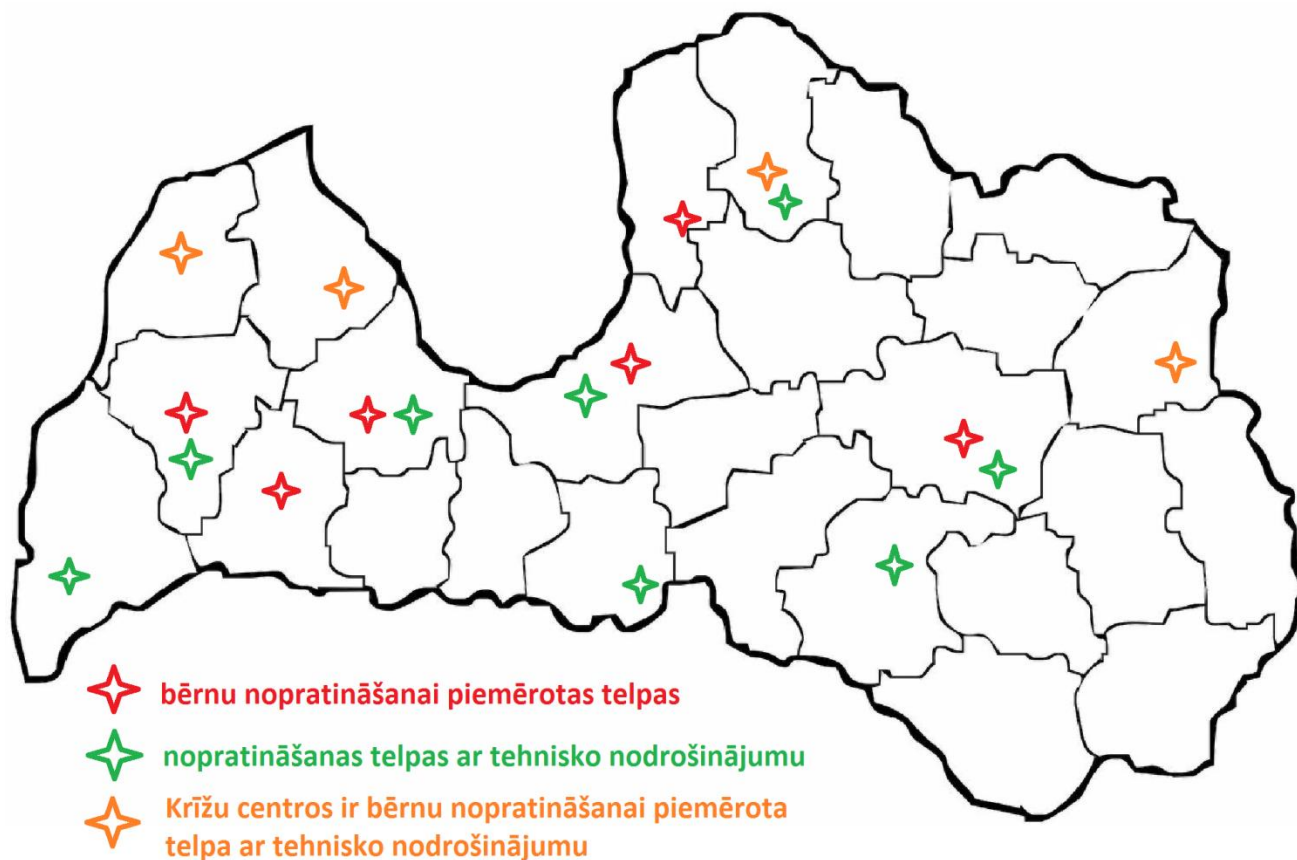 bērnu nopratināšanai piemērotas telpas
nopratināšanas telpas ar tehnisko nodrošinājumu
Krīžu centros ir bērnu nopratināšanai piemērota
telpa ar tehnisko nodrošinājumu